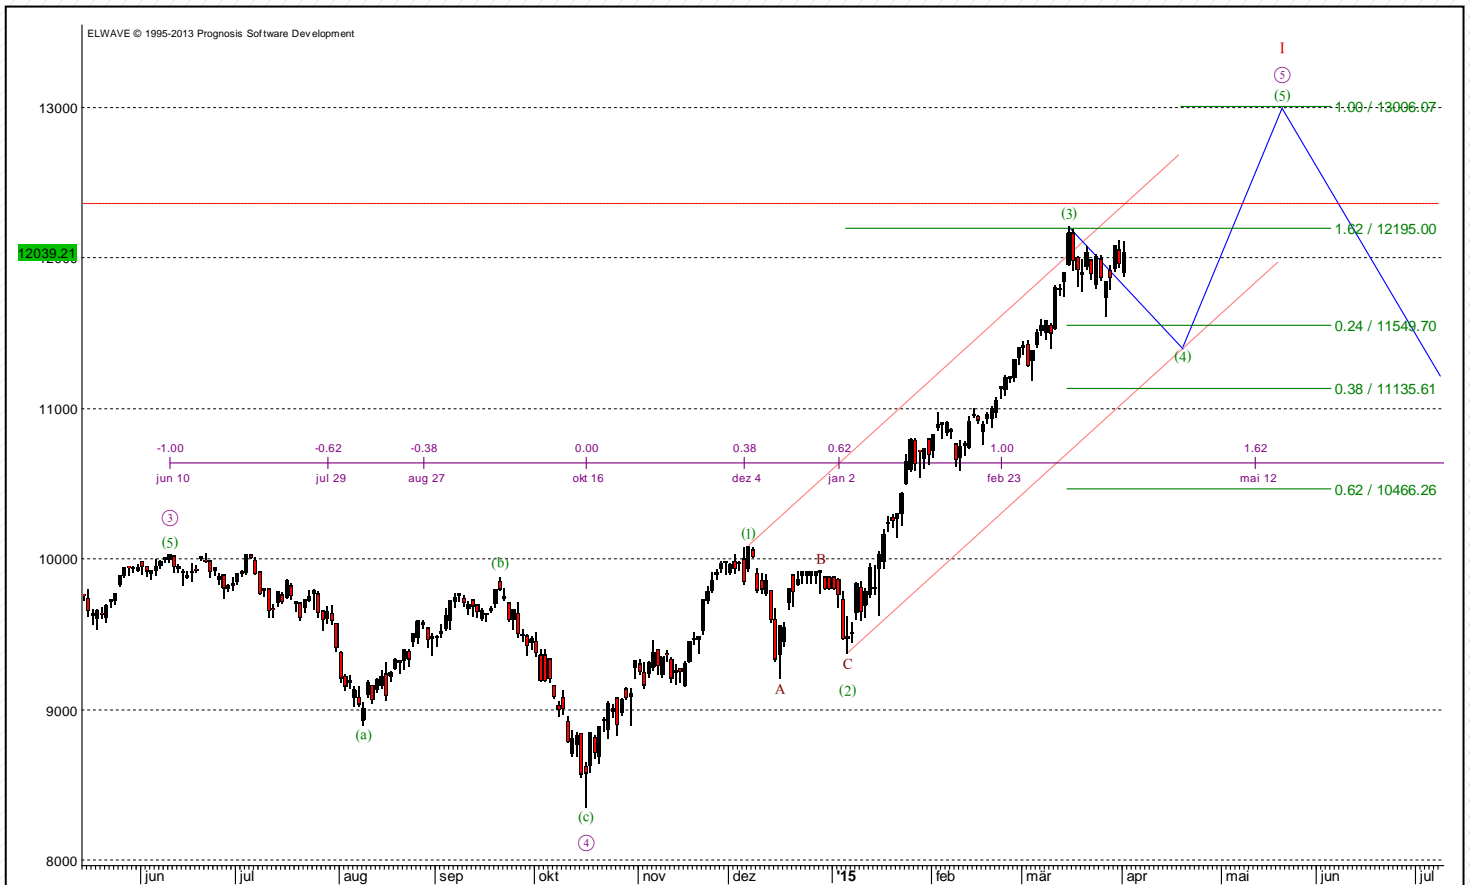 ELWAVE © 1995-2013 Prognosis Software Development
I
⑤
(5)
13000
1.00 / 13006.07
(3)
1.62 / 12195.00
12039.21
12000
0.24 / 11549.70
(4)
0.38 / 11135.61
11000
-1.00 -0.62 -0.38 0.00 0.38 0.62 1.00 1.62
jun 10 jul 29 aug 27 okt 16 dez 4 jan 2 feb 23 mai 12
0.62 / 10466.26
③
(5)
(1)
10000
(b)
B
C
A
(2)
9000
(a)
(c)
④
8000
jun jul aug sep okt nov dez '15 feb mär apr mai jun jul